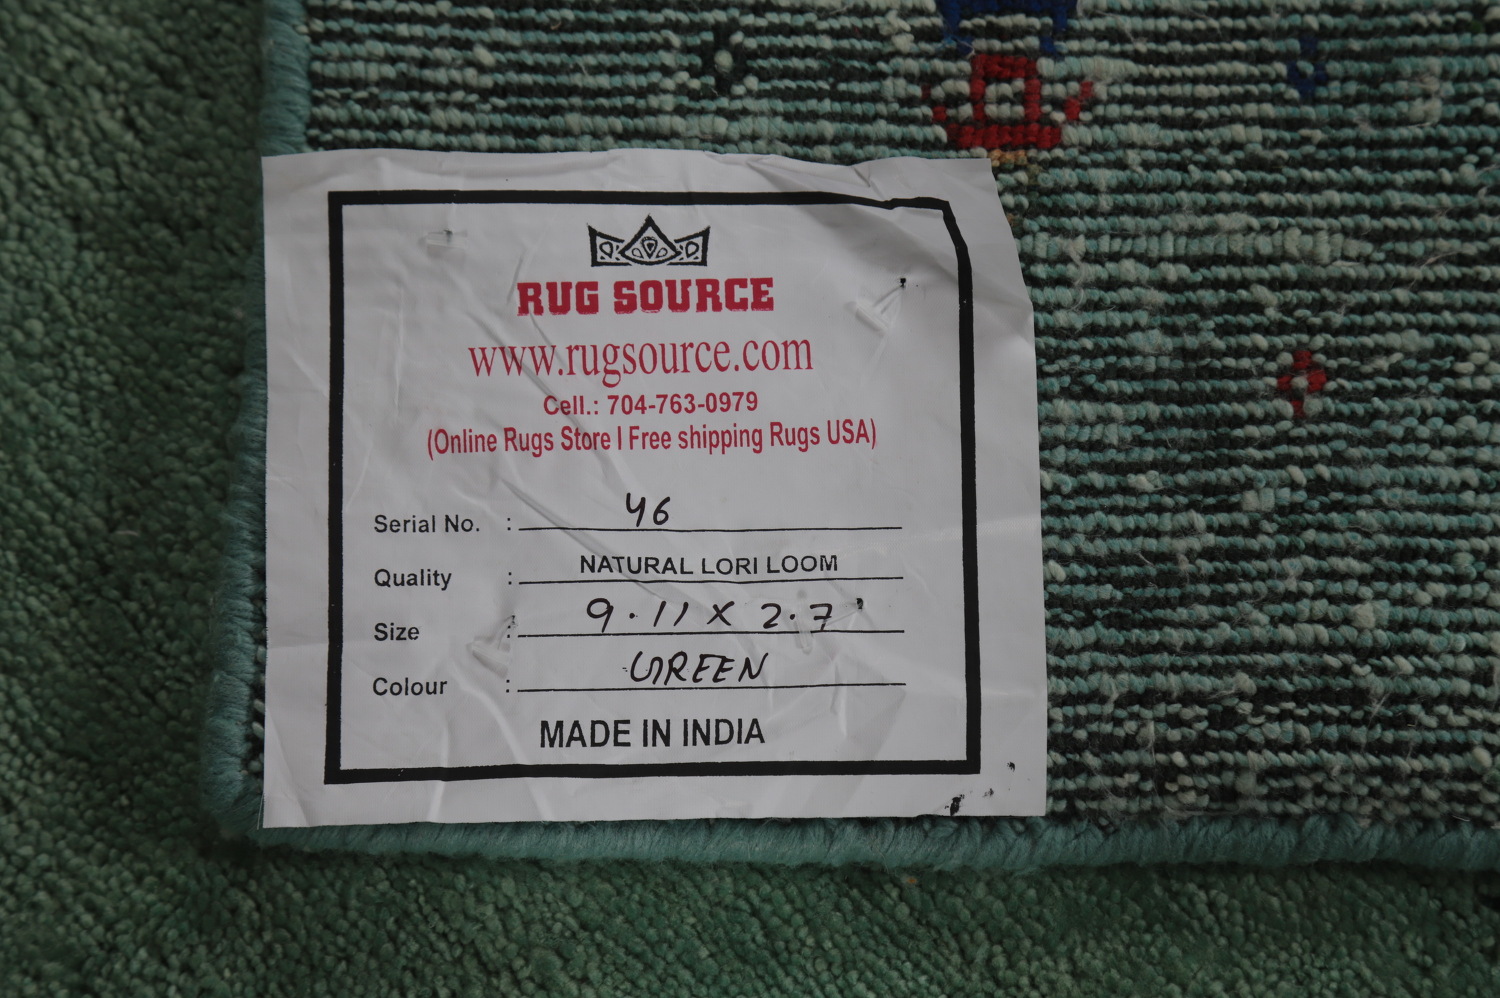 RUG SOURCE
www.rugsource.com
Cell.: 704-763-0979
(Online Rugs Store I Free shipping Rugs USA)
Serial No. : 46
Quality : NATURAL LORI LOOM
Size : 9.11 X 2.7'
Colour : GREEN
MADE IN INDIA